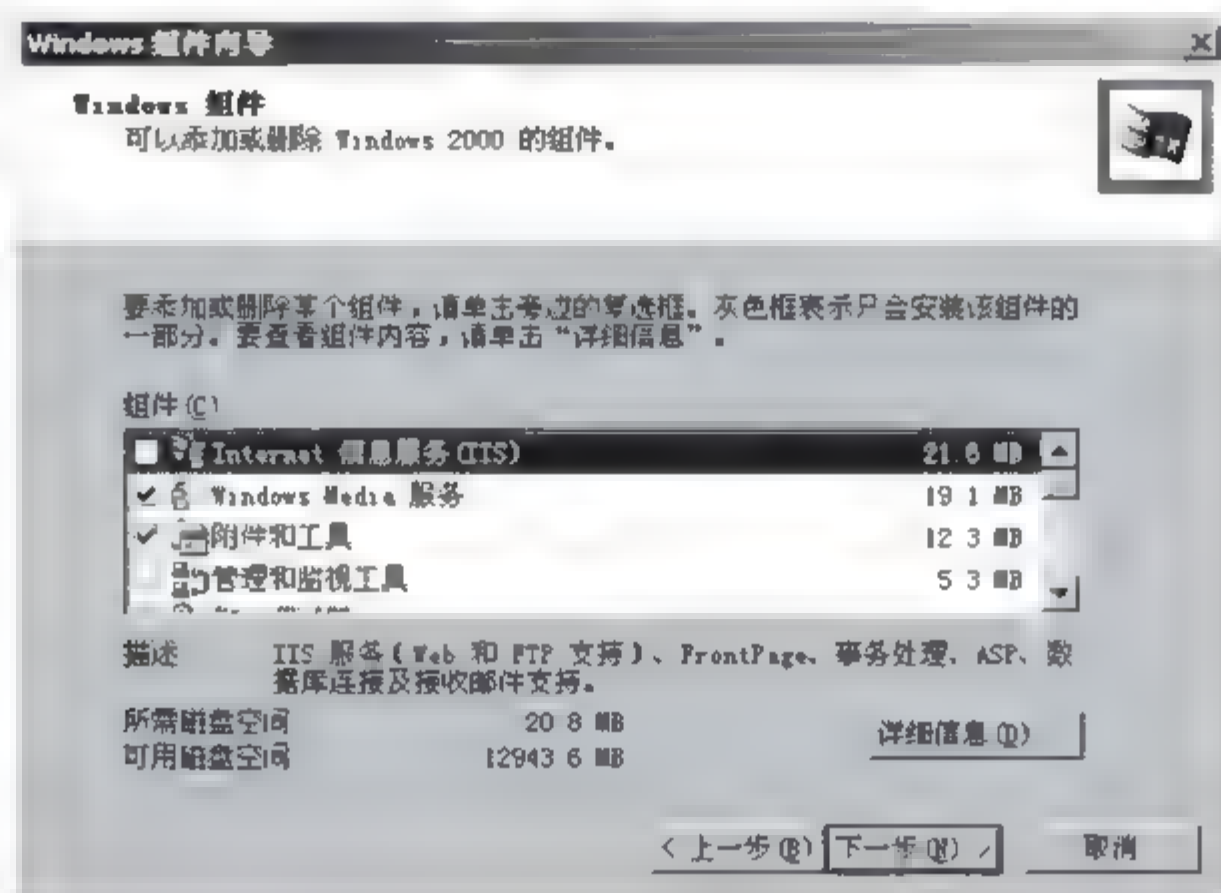 Windows 组件向导
Windows 组件
可以添加或删除 Windows 2000 的组件。
要添加或删除某个组件，请单击旁边的复选框。灰色框表示只会安装该组件的
一部分。要查看组件内容，请单击“详细信息”。
组件(C)
Internet 信息服务(IIS) 21.6 MB
Windows Media 服务 19 1 MB
附件和工具 12 3 MB
管理和监视工具 5 3 MB
描述 IIS 服务(Web 和 FTP 支持)、FrontPage、事务处理、ASP、数
据库连接及接收邮件支持。
所需磁盘空间 20 8 MB
可用磁盘空间 12943 6 MB
详细信息(D)
< 上一步(B) 下一步(N) > 取消